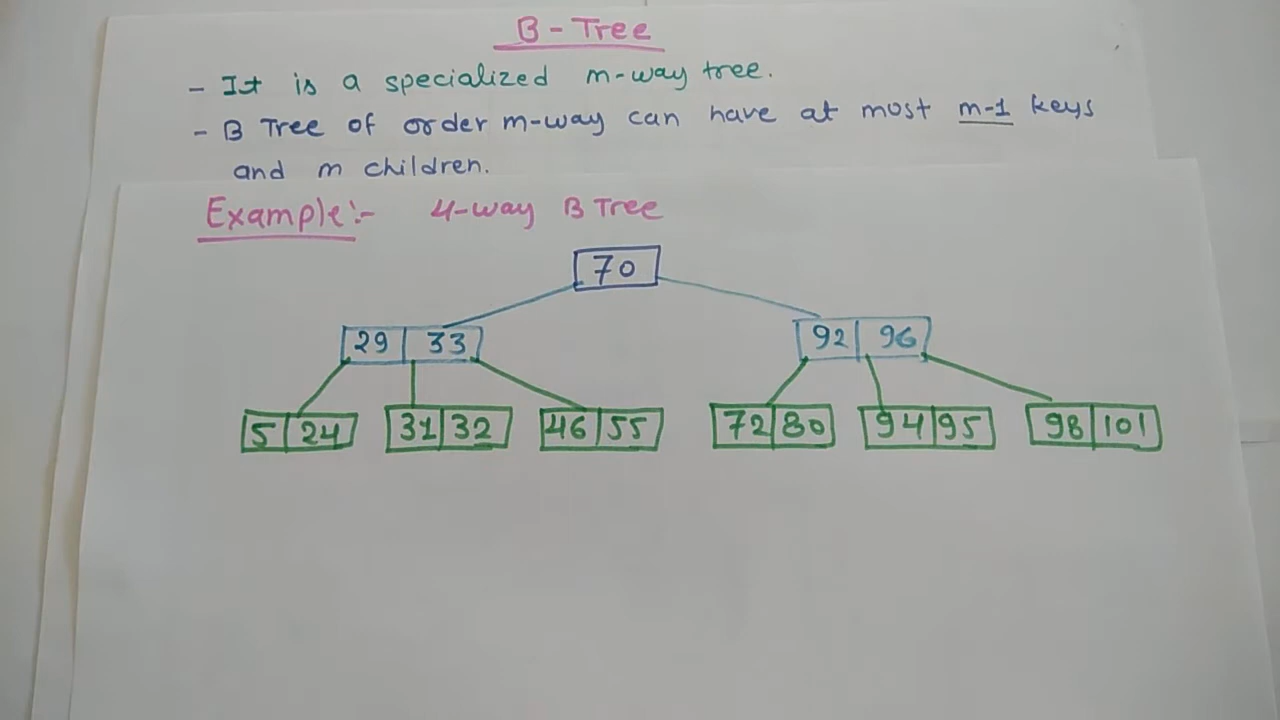 B - Tree
- It is a specialized m-way tree.
- B Tree of order m-way can have at most m-1 keys
and m children.
Example:- 4-way B Tree
70
29 33 92 96
5 24 31 32 46 55 72 80 94 95 98 101